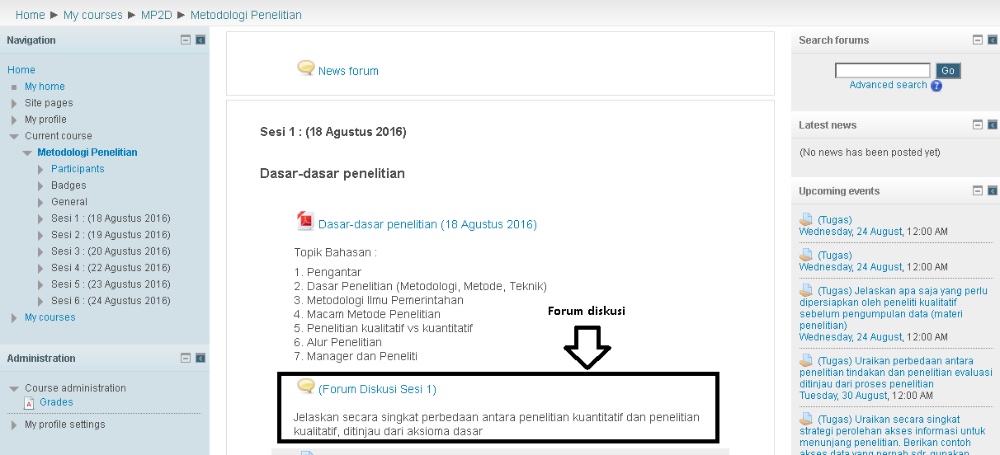 Home ► My courses ► MP2D ► Metodologi Penelitian
Navigation
Home
My home
Site pages
My profile
Current course
Metodologi Penelitian
Participants
Badges
General
Sesi 1 : (18 Agustus 2016)
Sesi 2 : (19 Agustus 2016)
Sesi 3 : (20 Agustus 2016)
Sesi 4 : (22 Agustus 2016)
Sesi 5 : (23 Agustus 2016)
Sesi 6 : (24 Agustus 2016)
My courses
Administration
Course administration
Grades
My profile settings
News forum
Sesi 1 : (18 Agustus 2016)
Dasar-dasar penelitian
Dasar-dasar penelitian (18 Agustus 2016)
Topik Bahasan :
1. Pengantar
2. Dasar Penelitian (Metodologi, Metode, Teknik)
3. Metodologi Ilmu Pemerintahan
4. Macam Metode Penelitian
5. Penelitian kualitatif vs kuantitatif
6. Alur Penelitian
7. Manager dan Peneliti
Forum diskusi
(Forum Diskusi Sesi 1)
Jelaskan secara singkat perbedaan antara penelitian kuantitatif dan penelitian
kualitatif, ditinjau dari aksioma dasar
Search forums
Go
Advanced search ?
Latest news
(No news has been posted yet)
Upcoming events
(Tugas)
Wednesday, 24 August, 12:00 AM
(Tugas)
Wednesday, 24 August, 12:00 AM
(Tugas) Jelaskan apa saja yang perlu
dipersiapkan oleh peneliti kualitatif
sebelum pengumpulan data (materi
penelitian)
Wednesday, 24 August, 12:00 AM
(Tugas) Uraikan perbedaan antara
penelitian tindakan dan penelitian evaluasi
ditinjau dari proses penelitian
Tuesday, 30 August, 12:00 AM
(Tugas) Uraikan secara singkat
strategi perolehan akses informasi untuk
menunjang penelitian. Berikan contoh
akses data yang pernah sdr. gunakan